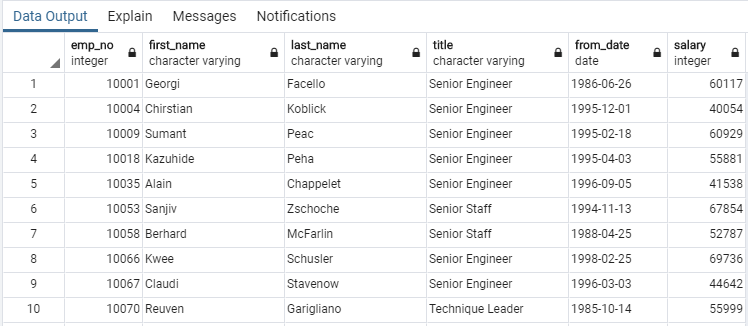 Data Output Explain Messages Notifications
emp_no first_name last_name title from_date salary
integer character varying character varying character varying date integer
1 10001 Georgi Facello Senior Engineer 1986-06-26 60117
2 10004 Chirstian Koblick Senior Engineer 1995-12-01 40054
3 10009 Sumant Peac Senior Engineer 1995-02-18 60929
4 10018 Kazuhide Peha Senior Engineer 1995-04-03 55881
5 10035 Alain Chappelet Senior Engineer 1996-09-05 41538
6 10053 Sanjiv Zschoche Senior Staff 1994-11-13 67854
7 10058 Berhard McFarlin Senior Staff 1988-04-25 52787
8 10066 Kwee Schusler Senior Engineer 1998-02-25 69736
9 10067 Claudi Stavenow Senior Engineer 1996-03-03 44642
10 10070 Reuven Garigliano Technique Leader 1985-10-14 55999